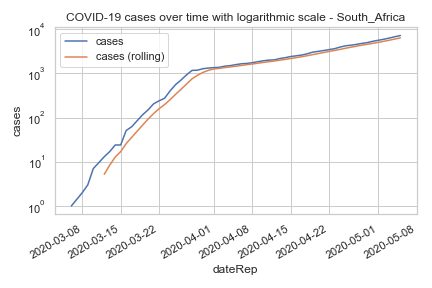 COVID-19 cases over time with logarithmic scale - South_Africa
cases
cases (rolling)
10⁴
10³
10²
10¹
10⁰
cases
2020-03-08
2020-03-15
2020-03-22
2020-04-01
2020-04-08
2020-04-15
2020-04-22
2020-05-01
2020-05-08
dateRep